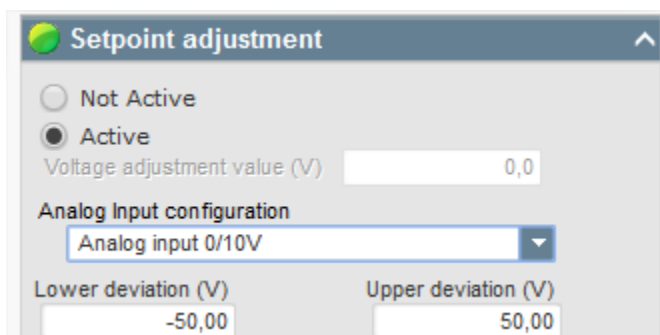 Setpoint adjustment
Not Active
Active
Voltage adjustment value (V) 0,0
Analog Input configuration
Analog input 0/10V
Lower deviation (V) Upper deviation (V)
-50,00 50,00